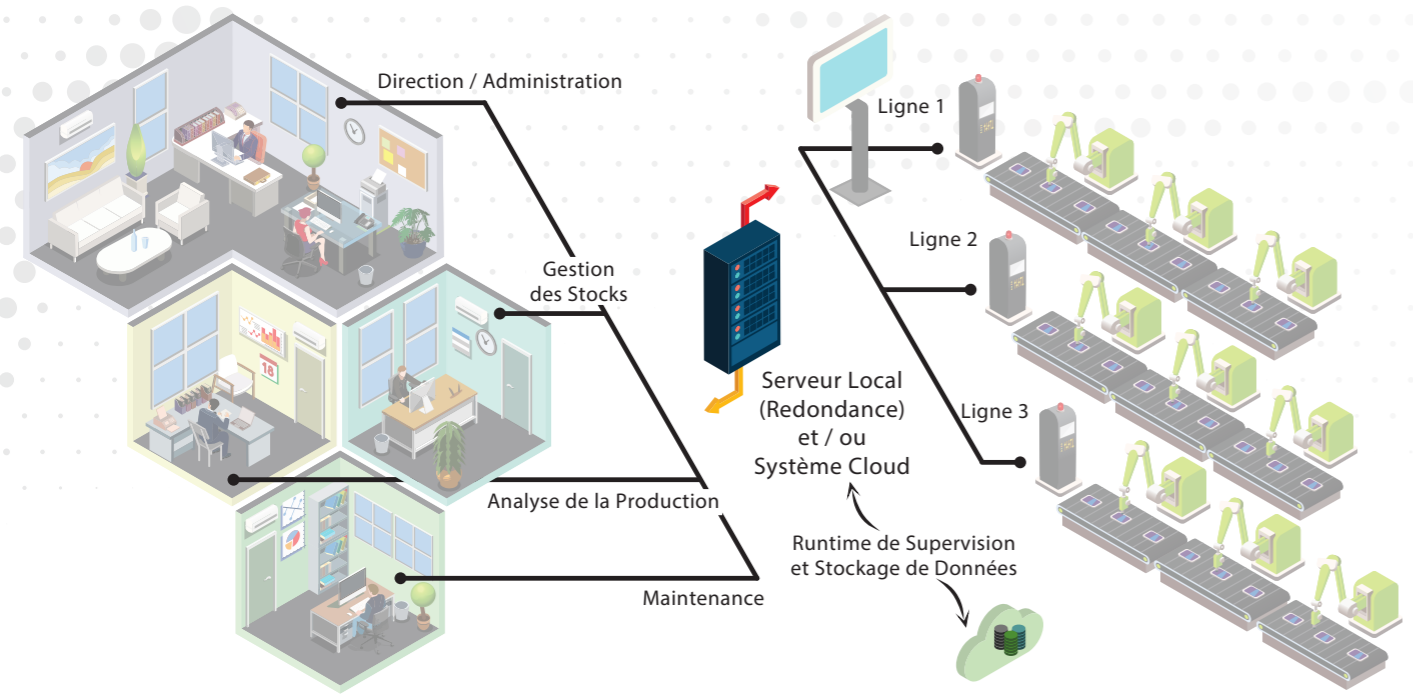 Direction / Administration
Gestion
des Stocks
18
Analyse de la Production
Maintenance
Serveur Local
(Redondance)
et / ou
Système Cloud
Runtime de Supervision
et Stockage de Données
Ligne 1
Ligne 2
Ligne 3